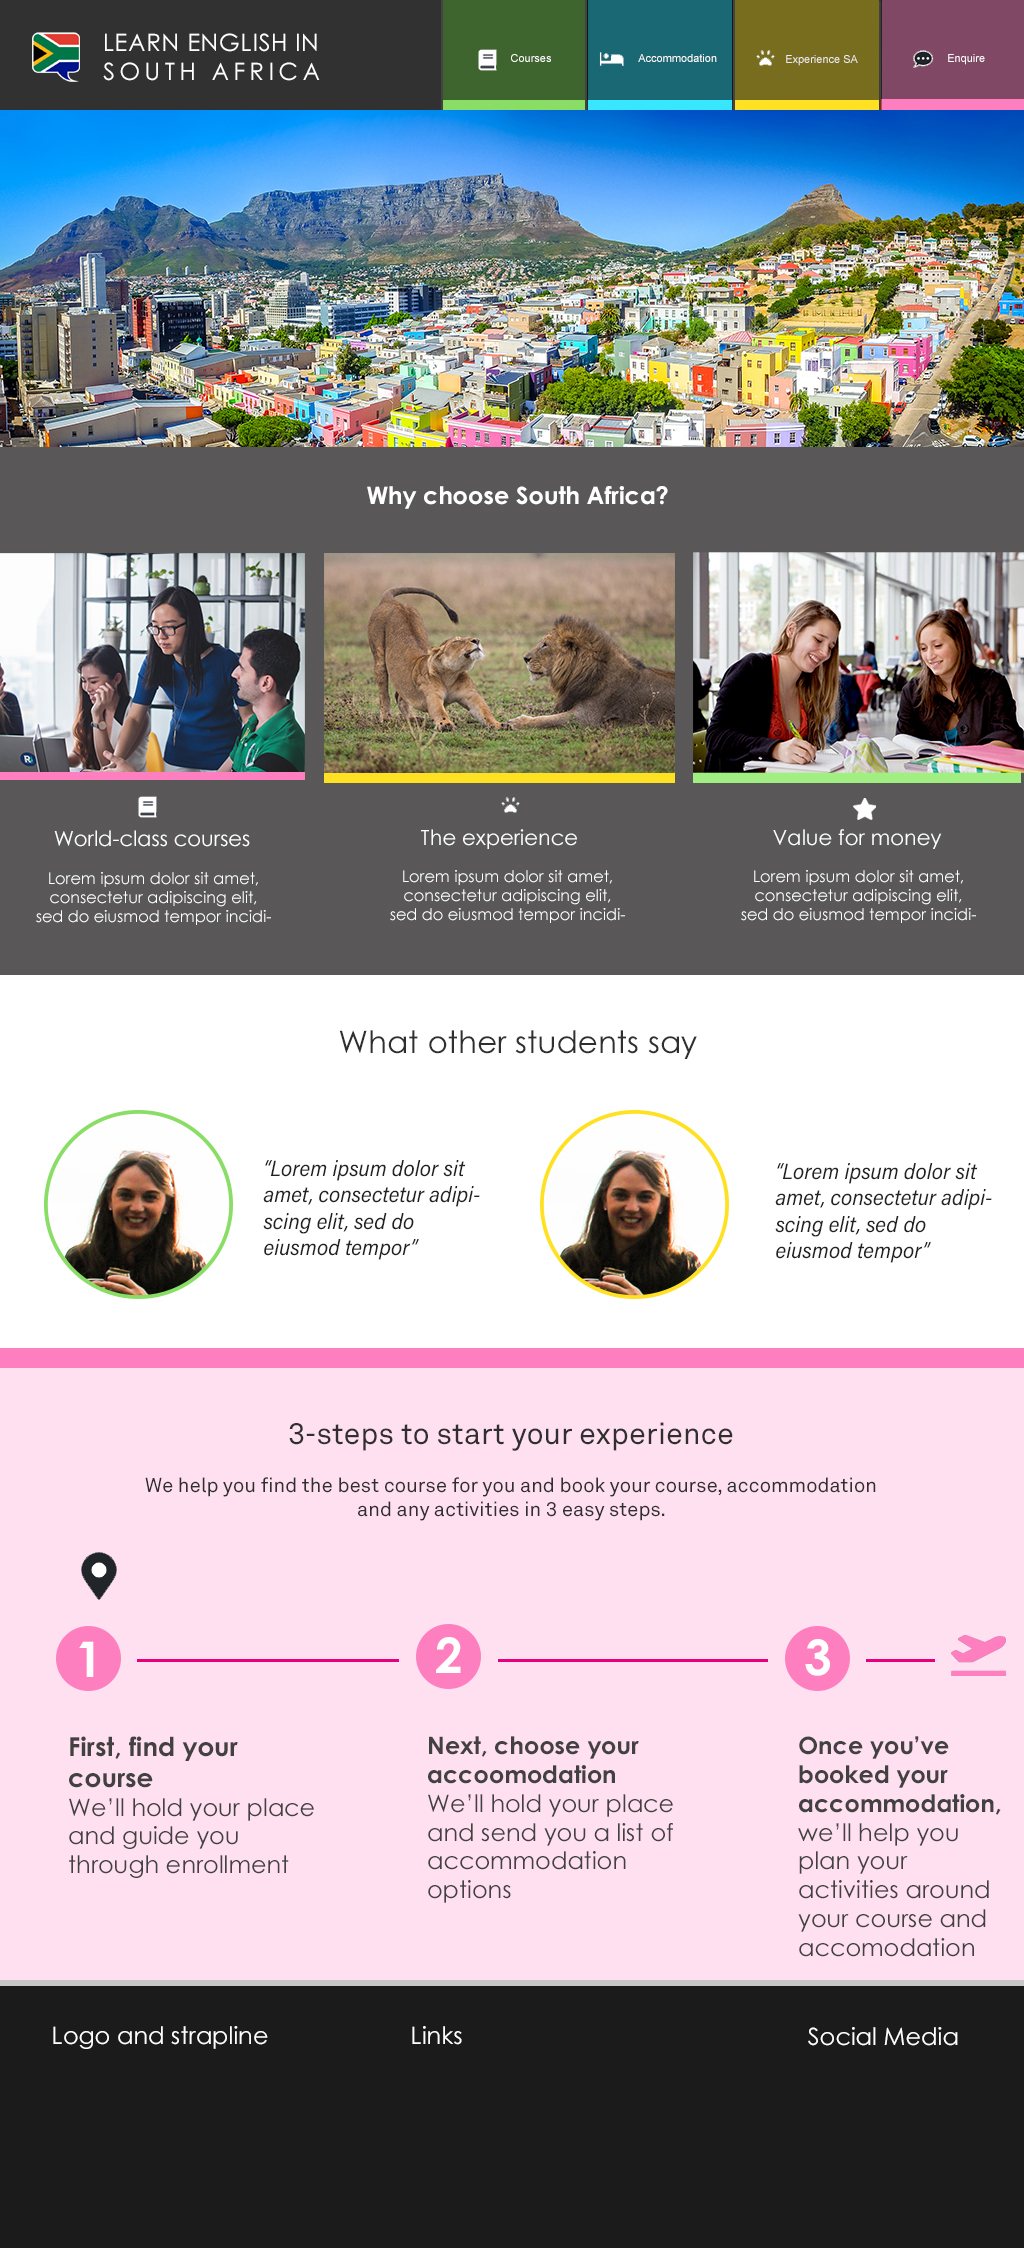 LEARN ENGLISH IN
SOUTH AFRICA
Courses
Accommodation
Experience SA
Enquire
Why choose South Africa?
R
World-class courses
Lorem ipsum dolor sit amet,
consectetur adipiscing elit,
sed do eiusmod tempor incidi-
The experience
Lorem ipsum dolor sit amet,
consectetur adipiscing elit,
sed do eiusmod tempor incidi-
Value for money
Lorem ipsum dolor sit amet,
consectetur adipiscing elit,
sed do eiusmod tempor incidi-
What other students say
“Lorem ipsum dolor sit
amet, consectetur adipi-
scing elit, sed do
eiusmod tempor”
“Lorem ipsum dolor sit
amet, consectetur adipi-
scing elit, sed do
eiusmod tempor”
3-steps to start your experience
We help you find the best course for you and book your course, accommodation
and any activities in 3 easy steps.
1
2
3
First, find your
course
We’ll hold your place
and guide you
through enrollment
Next, choose your
accoomodation
We’ll hold your place
and send you a list of
accommodation
options
Once you’ve
booked your
accommodation,
we’ll help you
plan your
activities around
your course and
accomodation
Logo and strapline
Links
Social Media